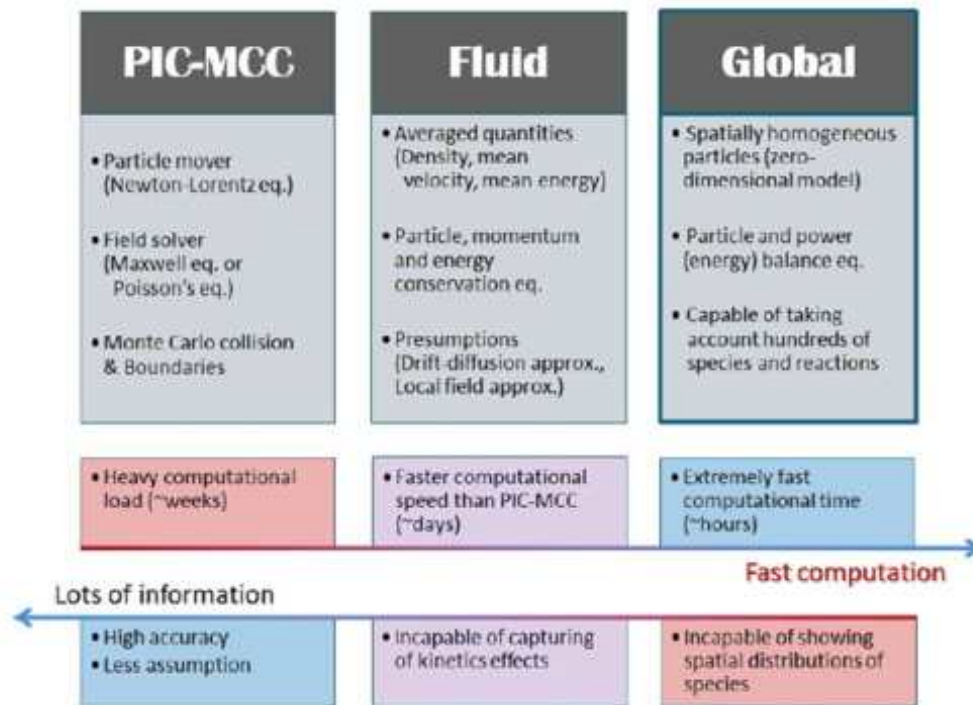 PIC-MCC
• Particle mover
(Newton-Lorentz eq.)
• Field solver
(Maxwell eq. or
Poisson's eq.)
• Monte Carlo collision
& Boundaries
Fluid
• Averaged quantities
(Density, mean
velocity, mean energy)
• Particle, momentum
and energy
conservation eq.
• Presumptions
(Drift-diffusion approx.,
Local field approx.)
Global
• Spatially homogeneous
particles (zero-
dimensional model)
• Particle and power
(energy) balance eq.
• Capable of taking
account hundreds of
species and reactions
• Heavy computational
load (~weeks)
• Faster computational
speed than PIC-MCC
(~days)
• Extremely fast
computational time
(~hours)
Fast computation
Lots of information
• High accuracy
• Less assumption
• Incapable of capturing
of kinetics effects
• Incapable of showing
spatial distributions of
species